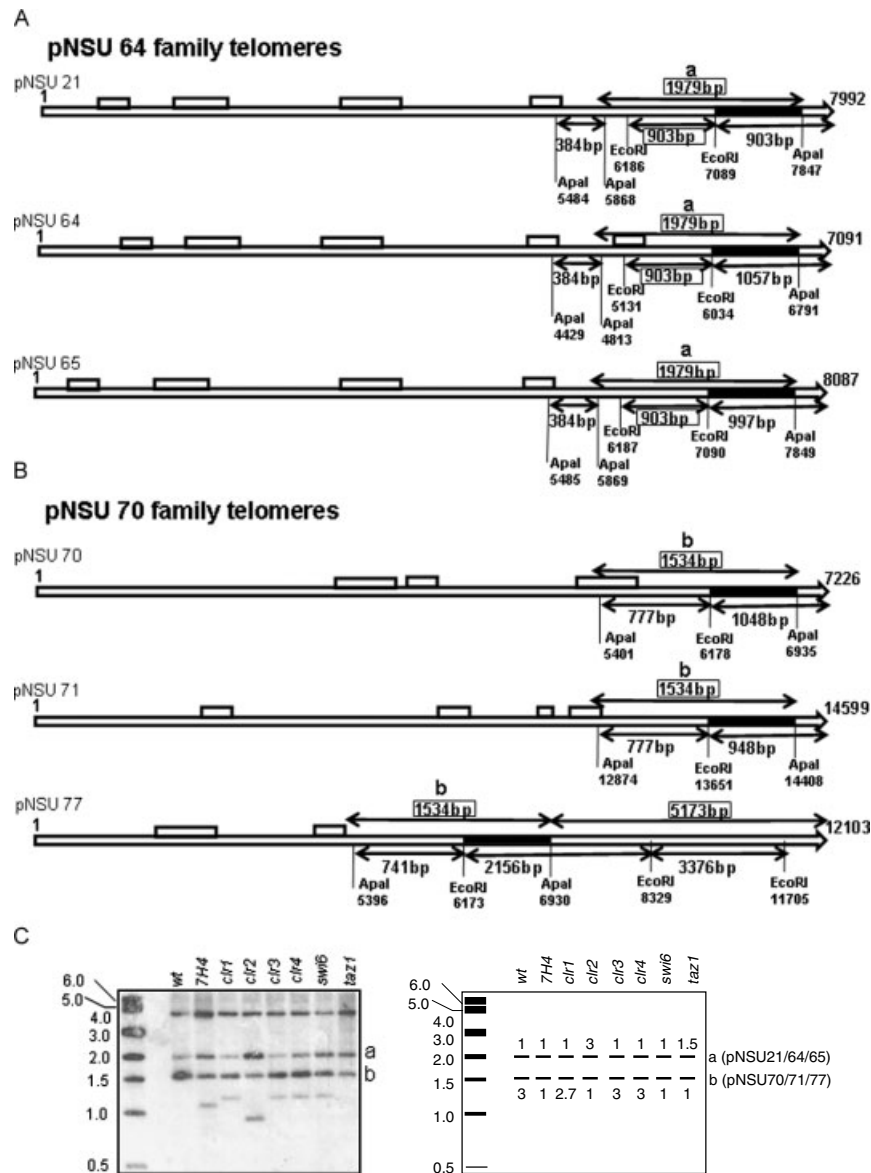 A
pNSU 64 family telomeres
pNSU 21
1
a
1979bp
7992
384bp
EcoRI
6186
903bp
EcoRI
7089
903bp
ApaI
7847
ApaI
5484
ApaI
5868
pNSU 64
1
a
1979bp
7091
384bp
EcoRI
5131
903bp
EcoRI
6034
1057bp
ApaI
6791
ApaI
4429
ApaI
4813
pNSU 65
1
a
1979bp
8087
384bp
EcoRI
6187
903bp
EcoRI
7090
997bp
ApaI
7849
ApaI
5485
ApaI
5869
B
pNSU 70 family telomeres
pNSU 70
1
b
1534bp
7226
777bp
1048bp
ApaI
5401
EcoRI
6178
ApaI
6935
pNSU 71
1
b
1534bp
14599
777bp
948bp
ApaI
12874
EcoRI
13651
ApaI
14408
pNSU 77
1
b
1534bp
5173bp
12103
741bp
2156bp
3376bp
ApaI
5396
EcoRI
6173
ApaI
6930
EcoRI
8329
EcoRI
11705
C
wt 7H4 clr1 clr2 clr3 clr4 swi6 taz1
6.0
5.0
4.0
3.0
2.0
a
1.5
b
1.0
0.5
wt 7H4 clr1 clr2 clr3 clr4 swi6 taz1
6.0
5.0
4.0
3.0
1 1 1 3 1 1 1 1.5
2.0
a (pNSU21/64/65)
1.5
b (pNSU70/71/77)
3 1 2.7 1 3 3 1 1
1.0
0.5